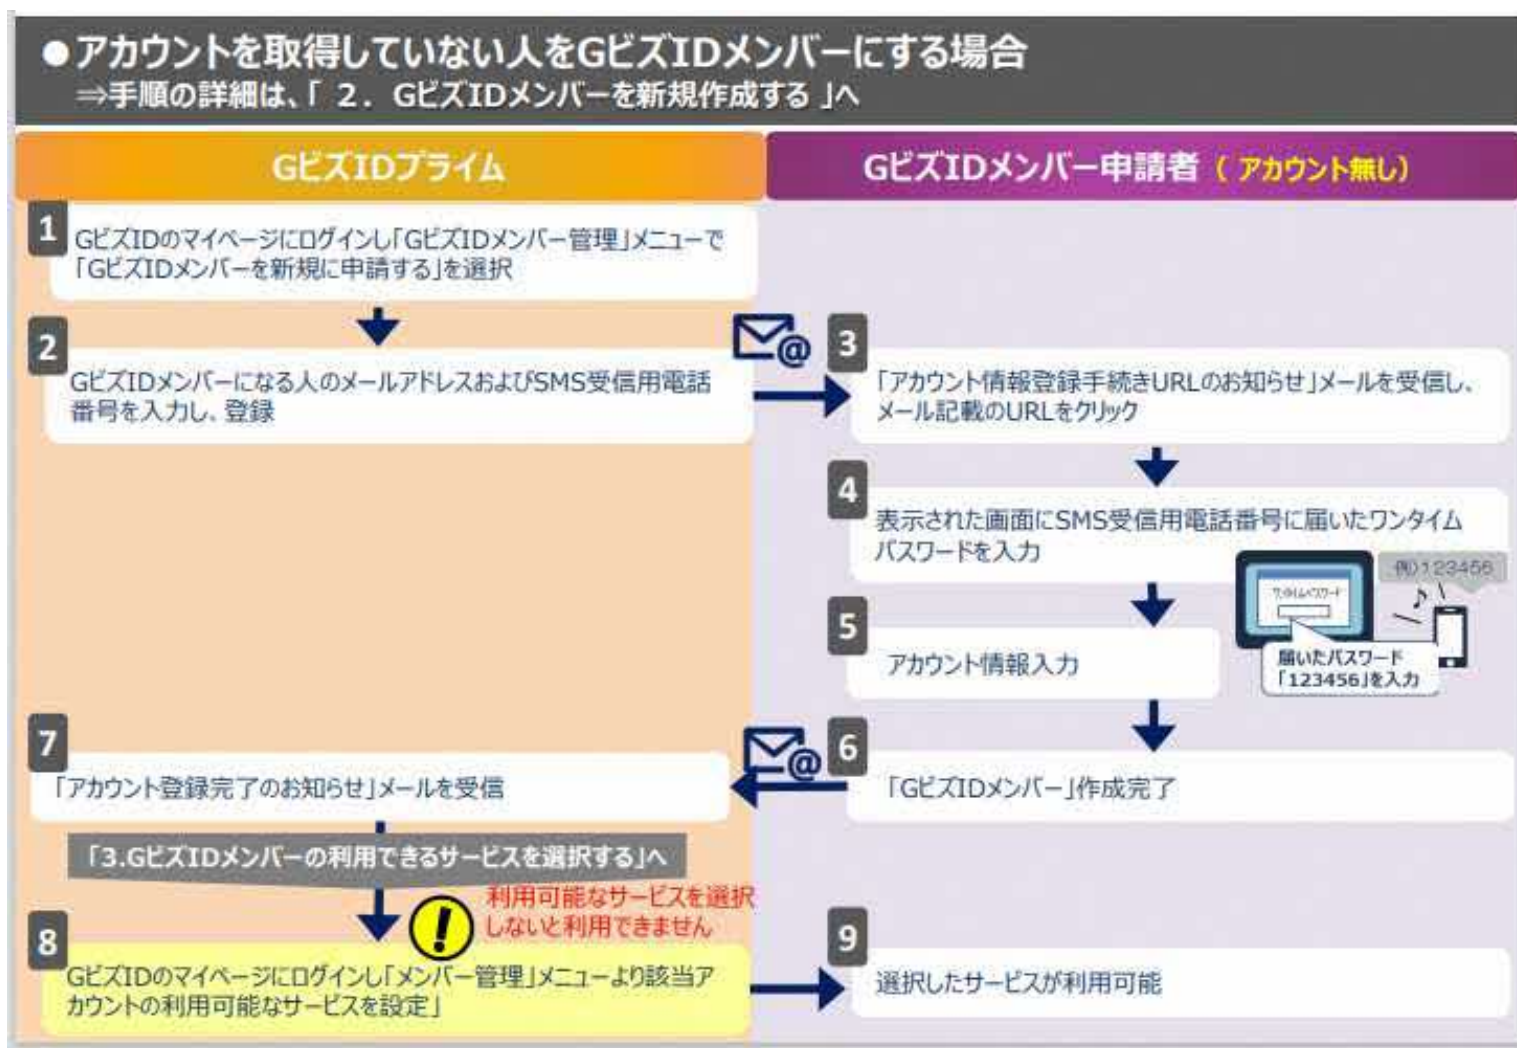 ●アカウントを取得していない人をGビズIDメンバーにする場合
⇒手順の詳細は、「 2. GビズIDメンバーを新規作成する 」へ
GビズIDプライム
GビズIDメンバー申請者（ アカウント無し）
1
GビズIDのマイページにログインし「GビズIDメンバー管理」メニューで
「GビズIDメンバーを新規に申請する」を選択
2
GビズIDメンバーになる人のメールアドレスおよびSMS受信用電話
番号を入力し、登録
@
3
「アカウント情報登録手続きURLのお知らせ」メールを受信し、
メール記載のURLをクリック
4
表示された画面にSMS受信用電話番号に届いたワンタイム
パスワードを入力
例）123456
ワンタイムパスワード
届いたパスワード
「123456」を入力
5
アカウント情報入力
6
「GビズIDメンバー」作成完了
@
7
「アカウント登録完了のお知らせ」メールを受信
「3.GビズIDメンバーの利用できるサービスを選択する」へ
!
利用可能なサービスを選択
しないと利用できません
8
GビズIDのマイページにログインし「メンバー管理」メニューより該当ア
カウントの利用可能なサービスを設定」
9
選択したサービスが利用可能